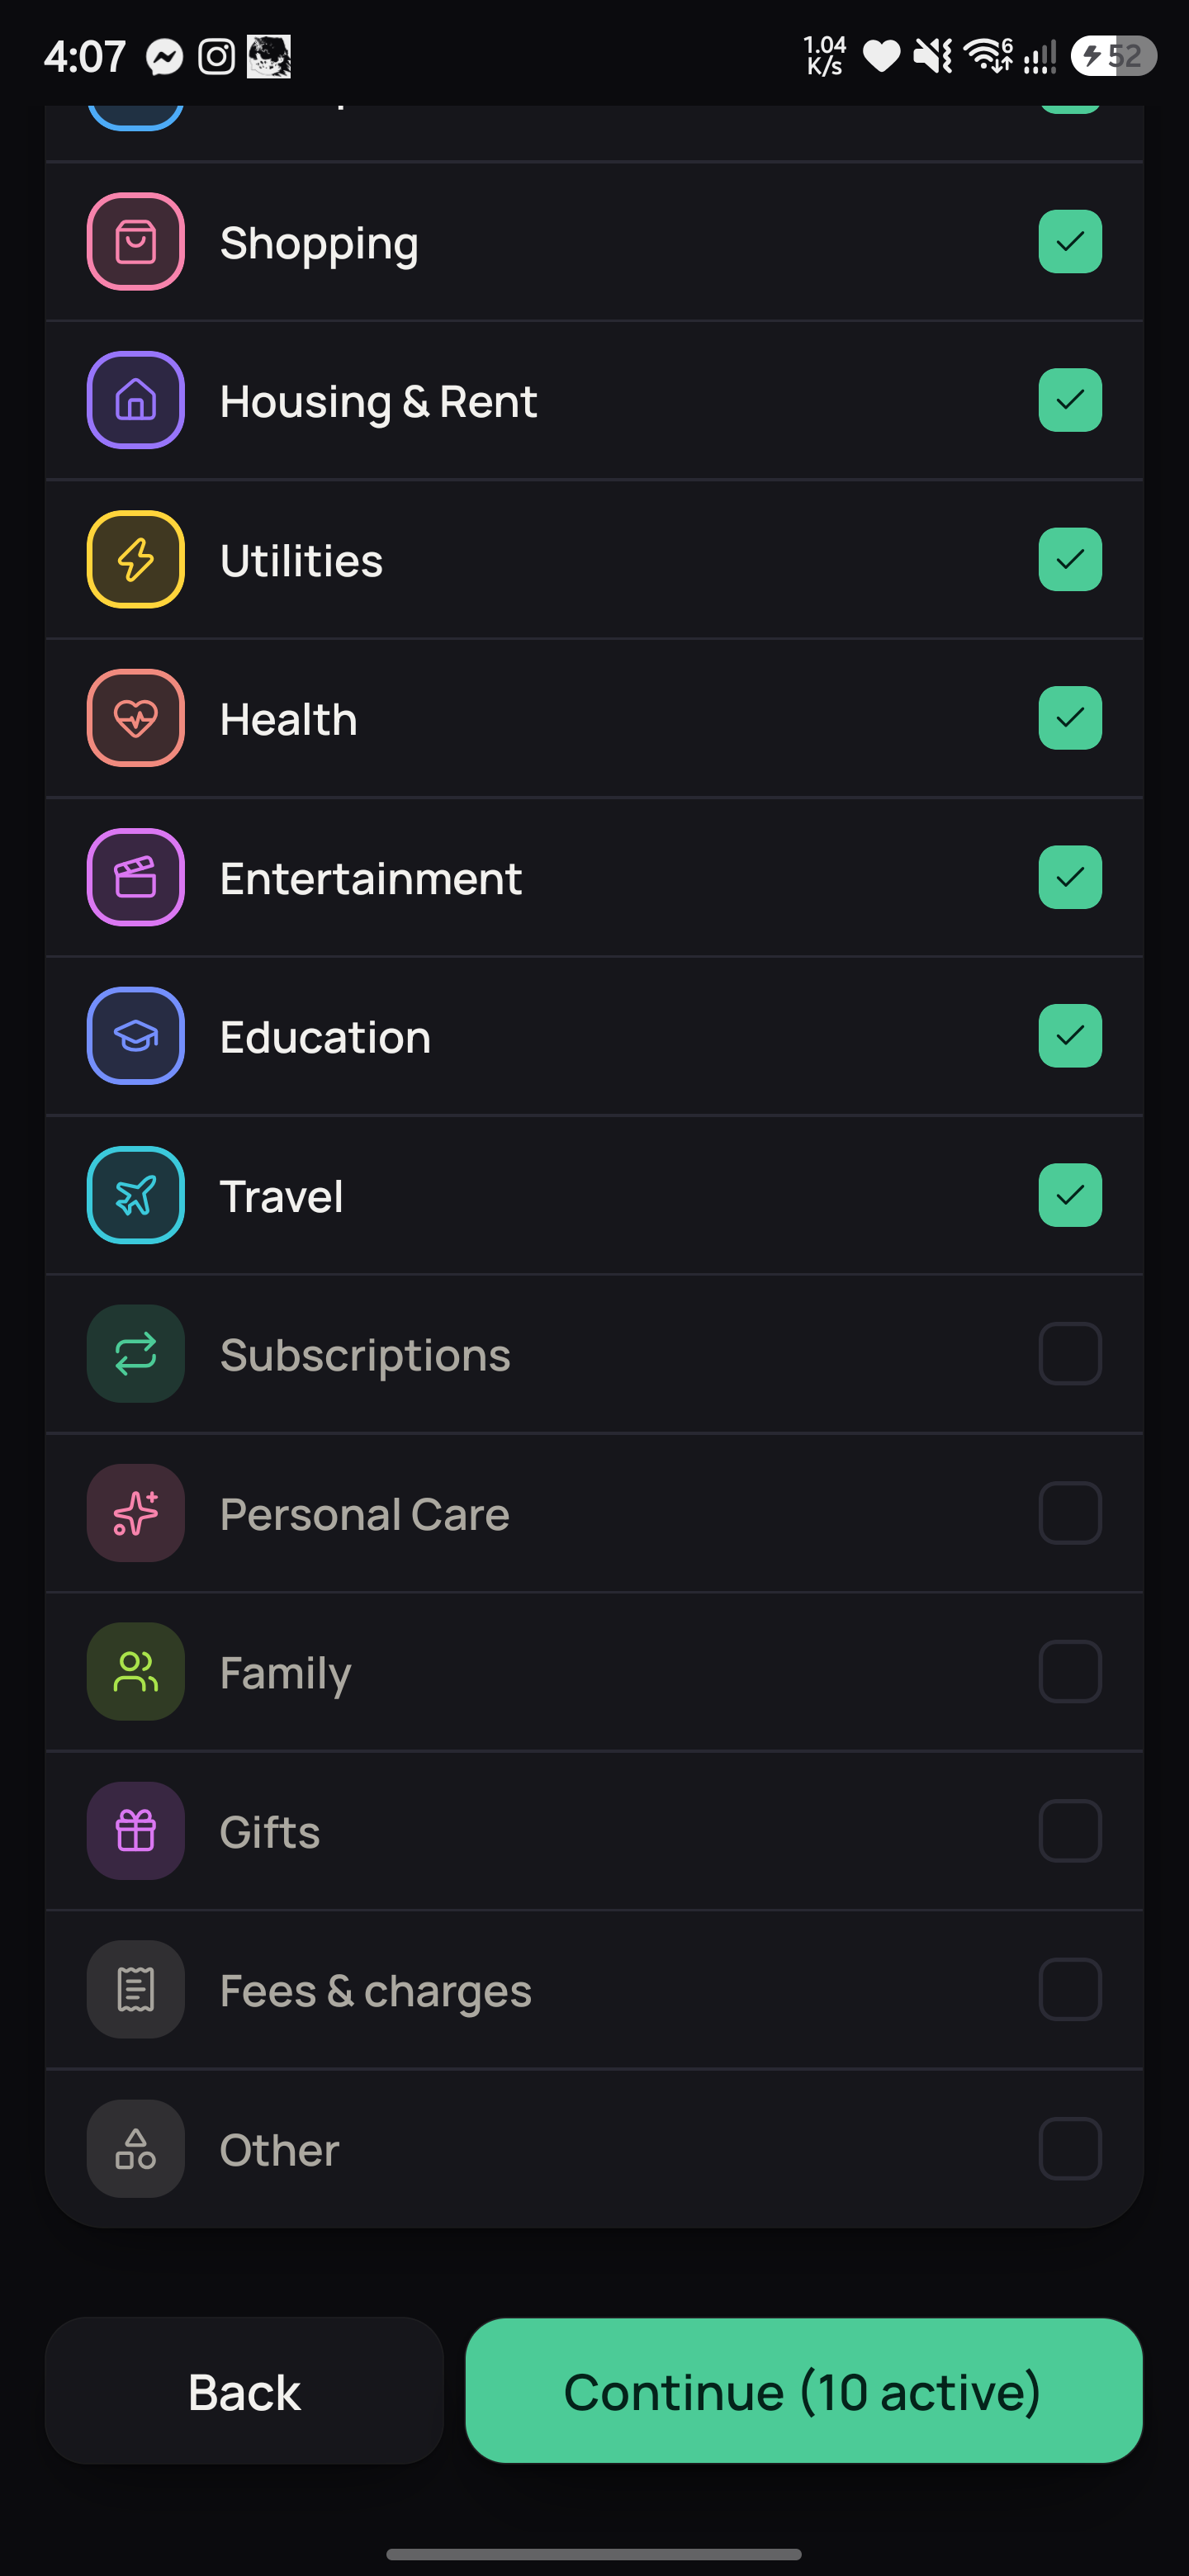 4:07
1.04
K/s
6
52
Shopping
Housing & Rent
Utilities
Health
Entertainment
Education
Travel
Subscriptions
Personal Care
Family
Gifts
Fees & charges
Other
Back
Continue (10 active)